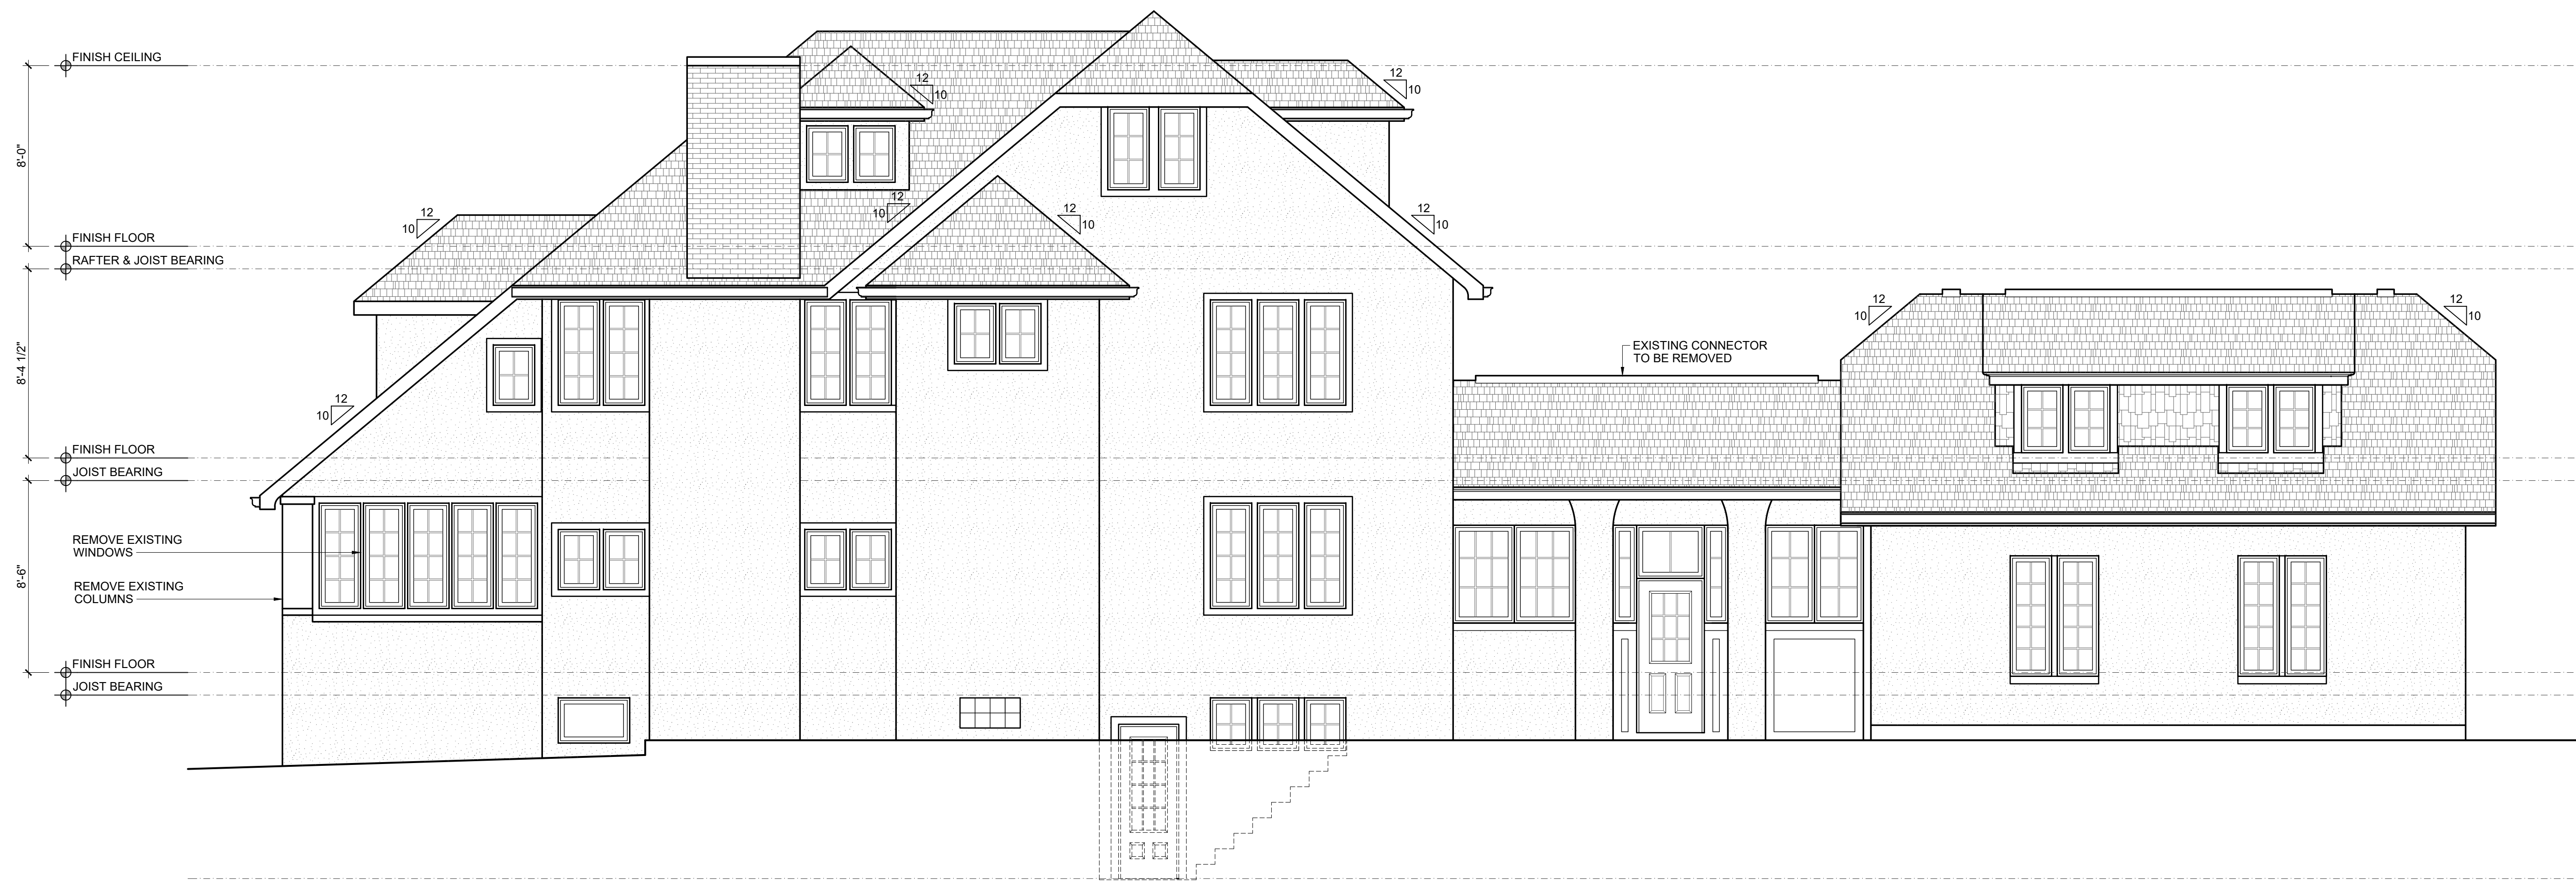 FINISH CEILING
12
10
12
10
8'-0"
12
10
12
10
12
10
12
10
FINISH FLOOR
RAFTER & JOIST BEARING
12
10
12
10
EXISTING CONNECTOR
TO BE REMOVED
8'-4 1/2"
12
10
FINISH FLOOR
JOIST BEARING
REMOVE EXISTING
WINDOWS
8'-6"
REMOVE EXISTING
COLUMNS
FINISH FLOOR
JOIST BEARING